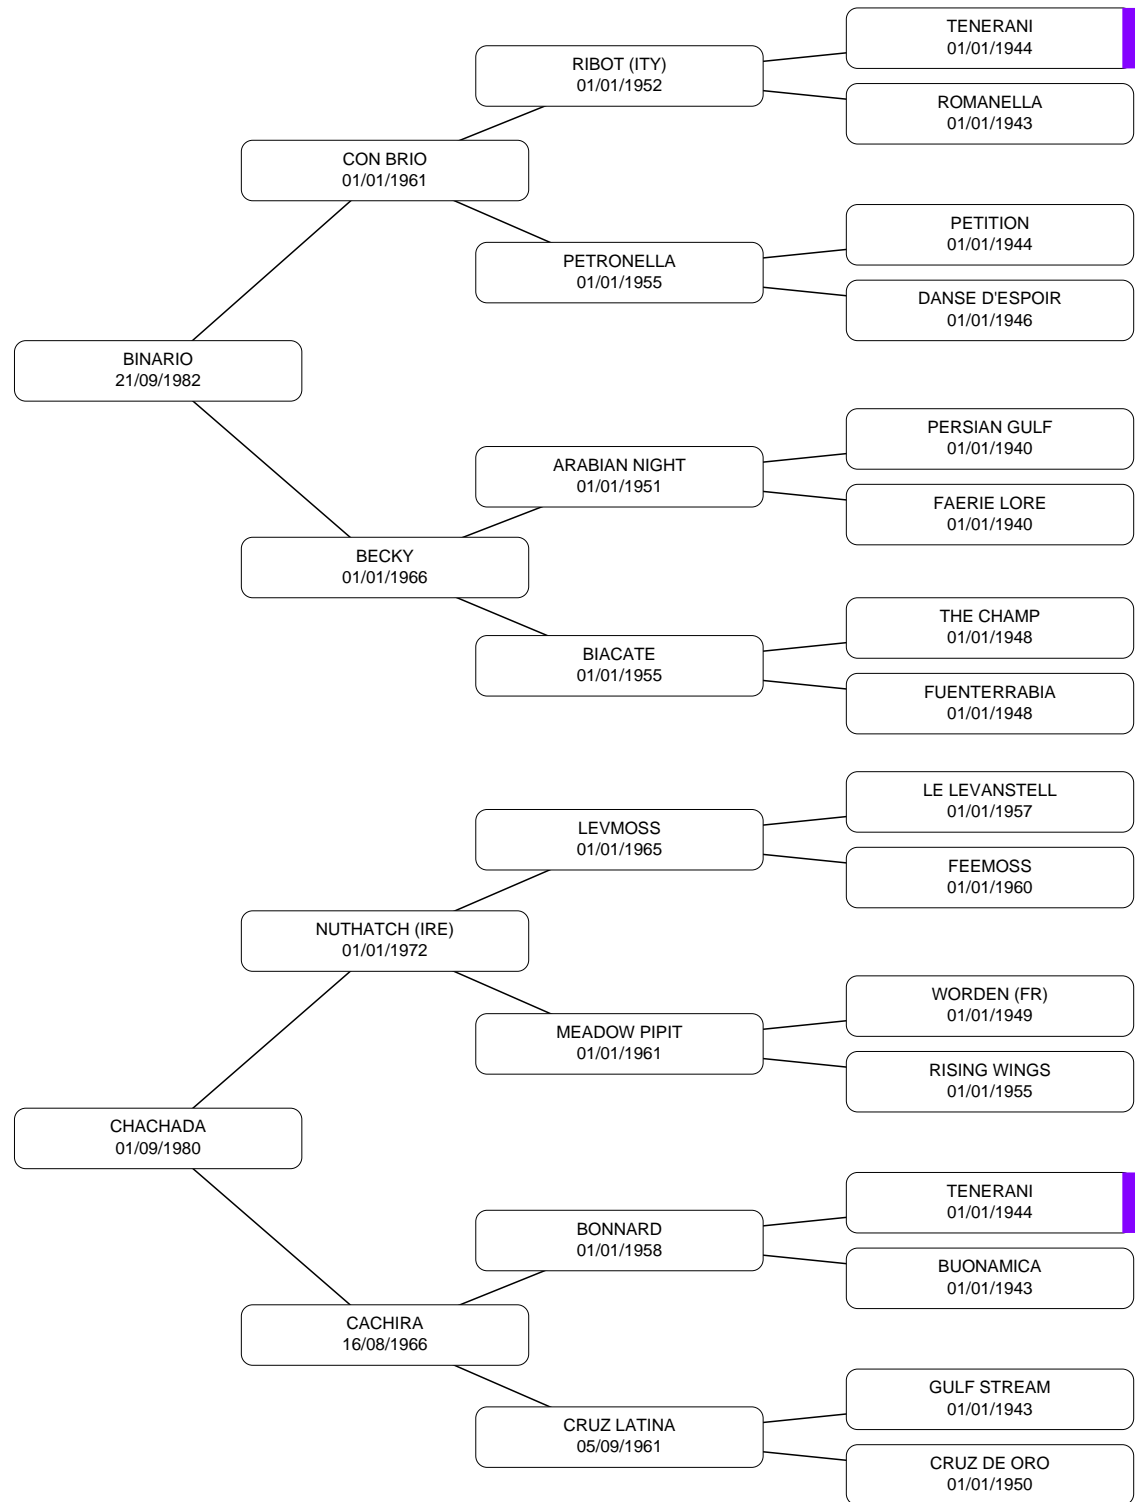 TENERANI
01/01/1944
RIBOT (ITY)
01/01/1952
ROMANELLA
01/01/1943
CON BRIO
01/01/1961
PETITION
01/01/1944
PETRONELLA
01/01/1955
DANSE D'ESPOIR
01/01/1946
BINARIO
21/09/1982
PERSIAN GULF
01/01/1940
ARABIAN NIGHT
01/01/1951
FAERIE LORE
01/01/1940
BECKY
01/01/1966
THE CHAMP
01/01/1948
BIACATE
01/01/1955
FUENTERRABIA
01/01/1948
LE LEVANSTELL
01/01/1957
LEVMOSS
01/01/1965
FEEMOSS
01/01/1960
NUTHATCH (IRE)
01/01/1972
WORDEN (FR)
01/01/1949
MEADOW PIPIT
01/01/1961
RISING WINGS
01/01/1955
CHACHADA
01/09/1980
TENERANI
01/01/1944
BONNARD
01/01/1958
BUONAMICA
01/01/1943
CACHIRA
16/08/1966
GULF STREAM
01/01/1943
CRUZ LATINA
05/09/1961
CRUZ DE ORO
01/01/1950